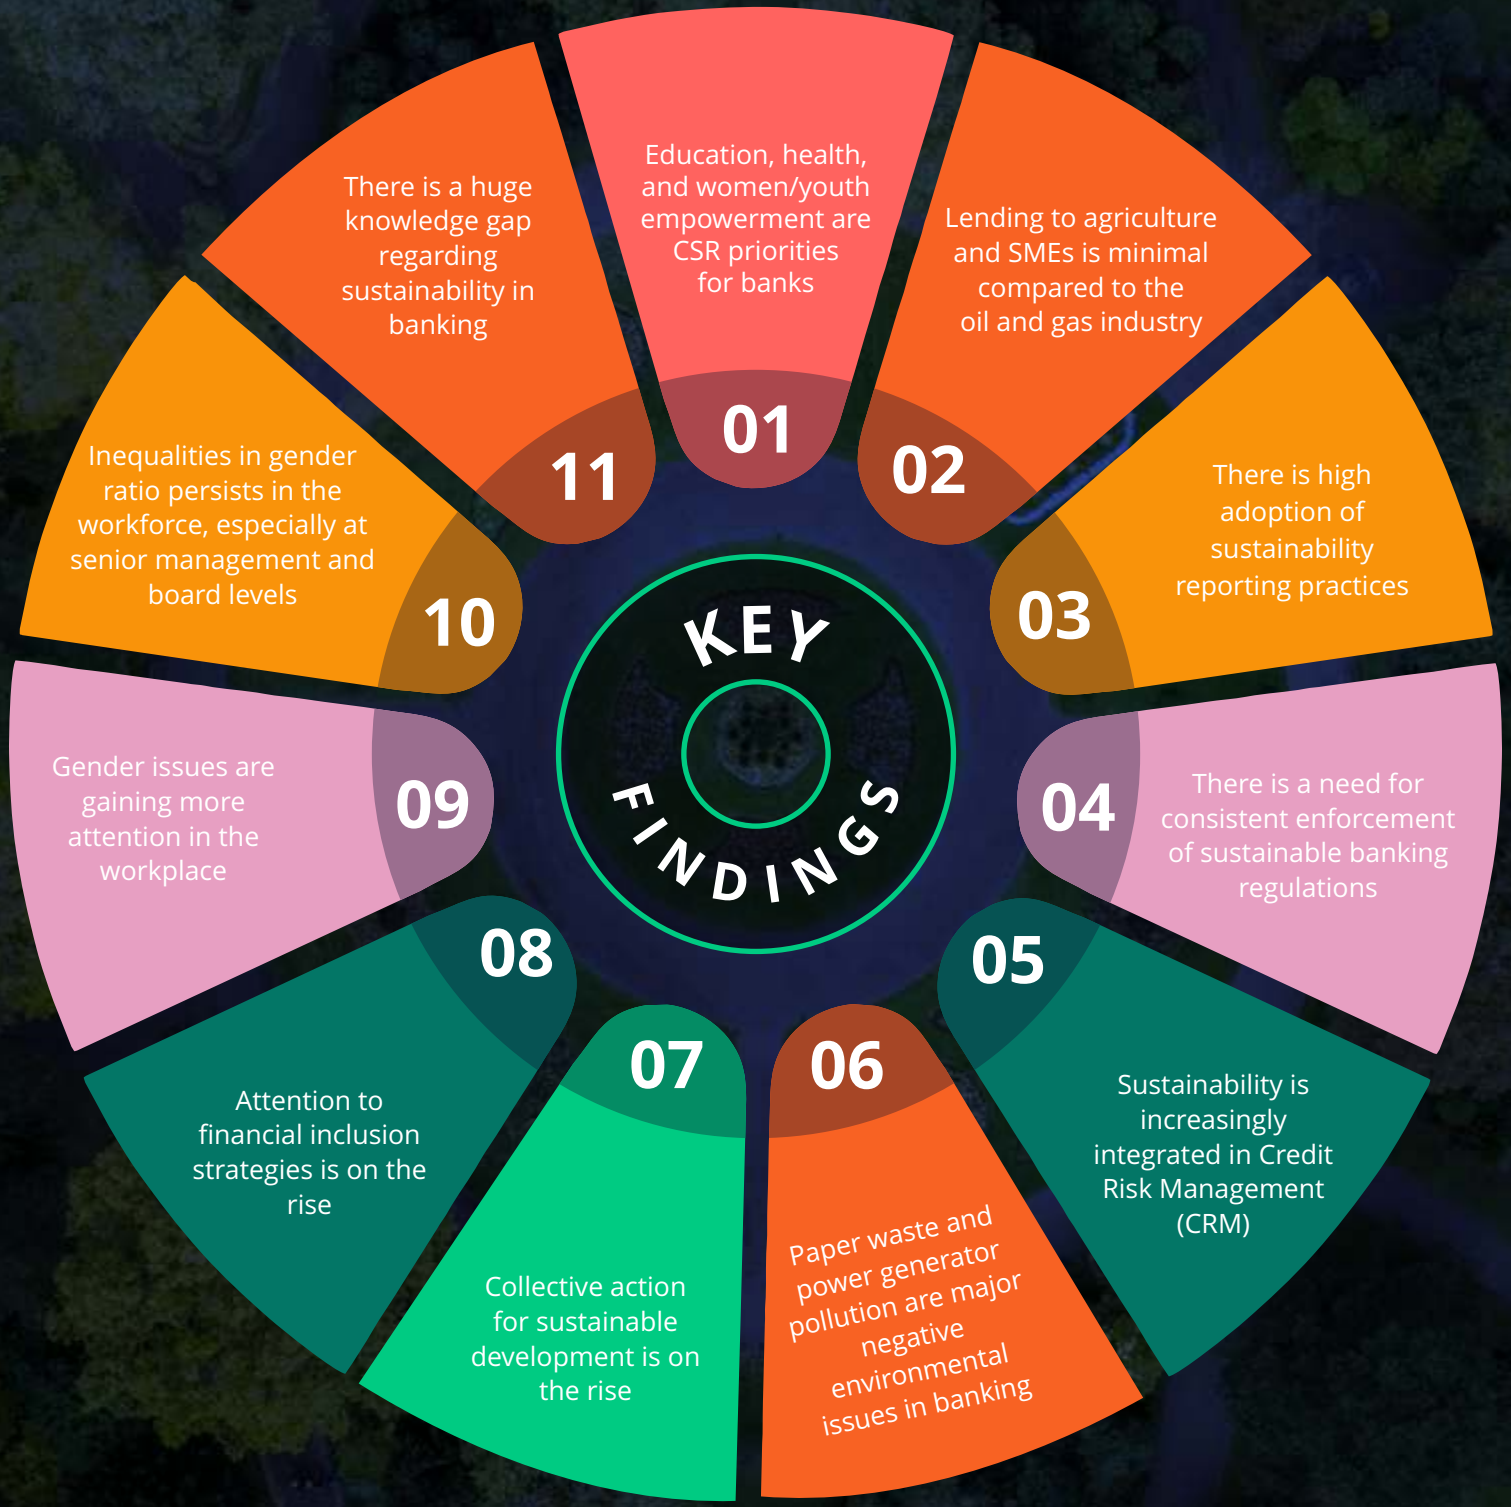 Education, health,
and women/youth
empowerment are
CSR priorities
for banks
01
Lending to agriculture
and SMEs is minimal
compared to the
oil and gas industry
02
There is high
adoption of
sustainability
reporting practices
03
There is a need for
consistent enforcement
of sustainable banking
regulations
04
Sustainability is
increasingly
integrated in Credit
Risk Management
(CRM)
05
Paper waste and
power generator
pollution are major
negative
environmental
issues in banking
06
Collective action
for sustainable
development is on
the rise
07
Attention to
financial inclusion
strategies is on the
rise
08
Gender issues are
gaining more
attention in the
workplace
09
Inequalities in gender
ratio persists in the
workforce, especially at
senior management and
board levels
10
There is a huge
knowledge gap
regarding
sustainability in
banking
11
KEY
FINDINGS